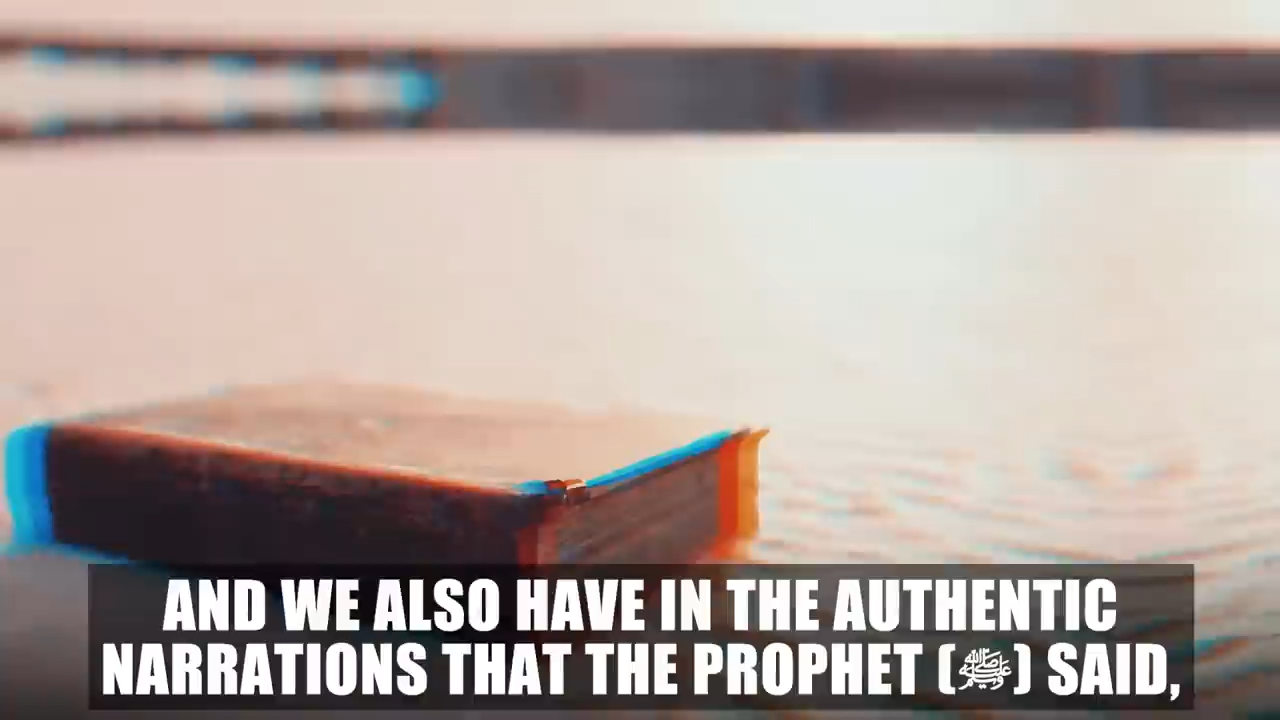 AND WE ALSO HAVE IN THE AUTHENTIC
NARRATIONS THAT THE PROPHET (ﷺ) SAID,